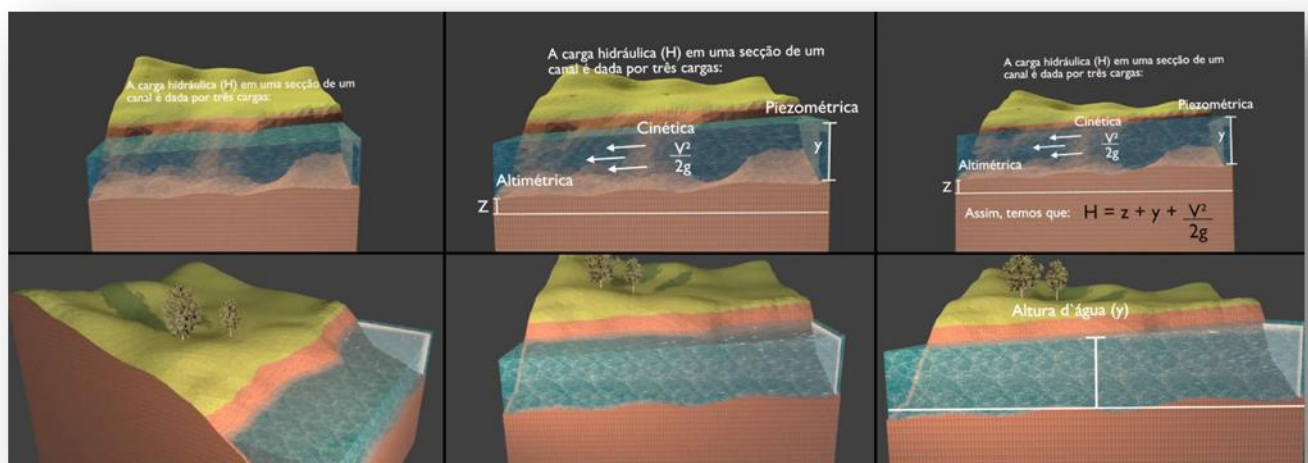 A carga hidráulica (H) em uma secção de um
canal é dada por três cargas:
A carga hidráulica (H) em uma secção de um
canal é dada por três cargas:
Piezométrica
Cinética
y
V²
2g
Altimétrica
Z
A carga hidráulica (H) em uma secção de um
canal é dada por três cargas:
Piezométrica
Cinética
y
V²
2g
Altimétrica
Z
Assim, temos que: H = z + y + V²
2g
Altura d`água (y)